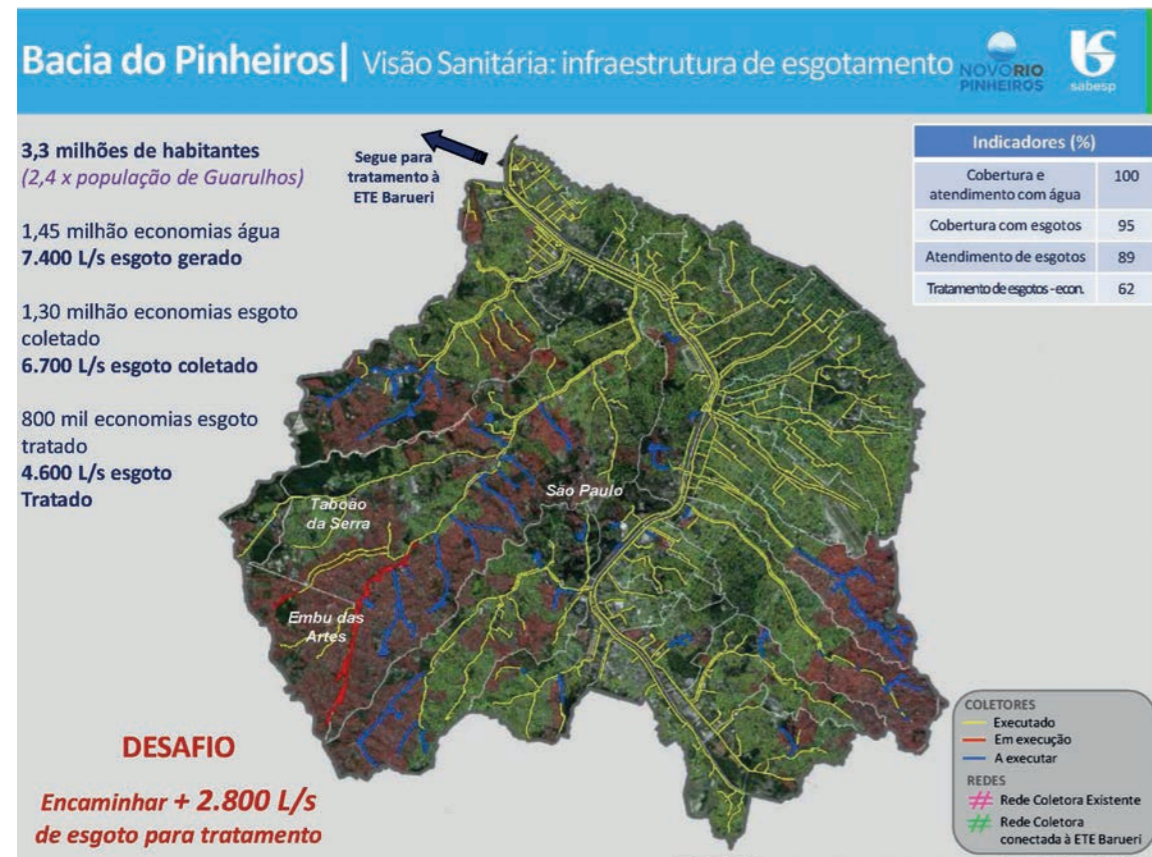 Bacia do Pinheiros| Visão Sanitária: infraestrutura de esgotamento
NOVO RIO
PINHEIROS
sabesp
3,3 milhões de habitantes
(2,4 x população de Guarulhos)
1,45 milhão economias água
7.400 L/s esgoto gerado
1,30 milhão economias esgoto
coletado
6.700 L/s esgoto coletado
800 mil economias esgoto
tratado
4.600 L/s esgoto
Tratado
DESAFIO
Encaminhar + 2.800 L/s
de esgoto para tratamento
Segue para
tratamento à
ETE Barueri
São Paulo
Taboão
da Serra
Embu das
Artes
Indicadores (%)
Cobertura e
atendimento com água 100
Cobertura com esgotos 95
Atendimento de esgotos 89
Tratamento de esgotos - econ. 62
COLETORES
Executado
Em execução
A executar
REDES
Rede Coletora Existente
Rede Coletora
conectada à ETE Barueri